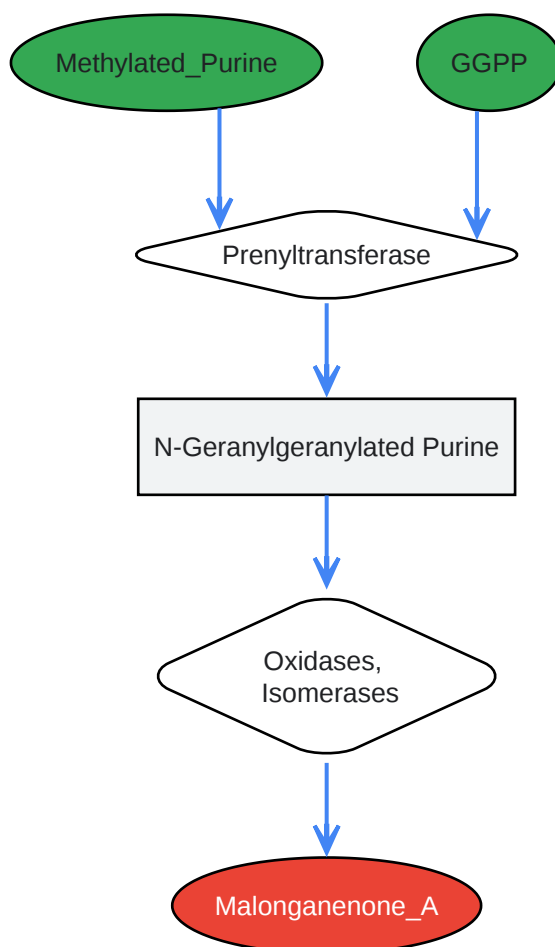 Methylated_Purine
GGPP
Prenyltransferase
N-Geranylgeranylated Purine
Oxidases,
Isomerases
Malonganenone_A